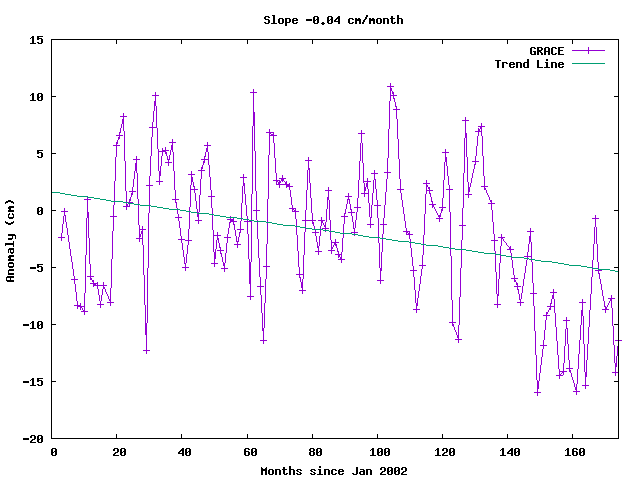 Slope -0.04 cm/month
GRACE
Trend Line
15
10
5
0
-5
-10
-15
-20
Anomaly (cm)
0 20 40 60 80 100 120 140 160
Months since Jan 2002